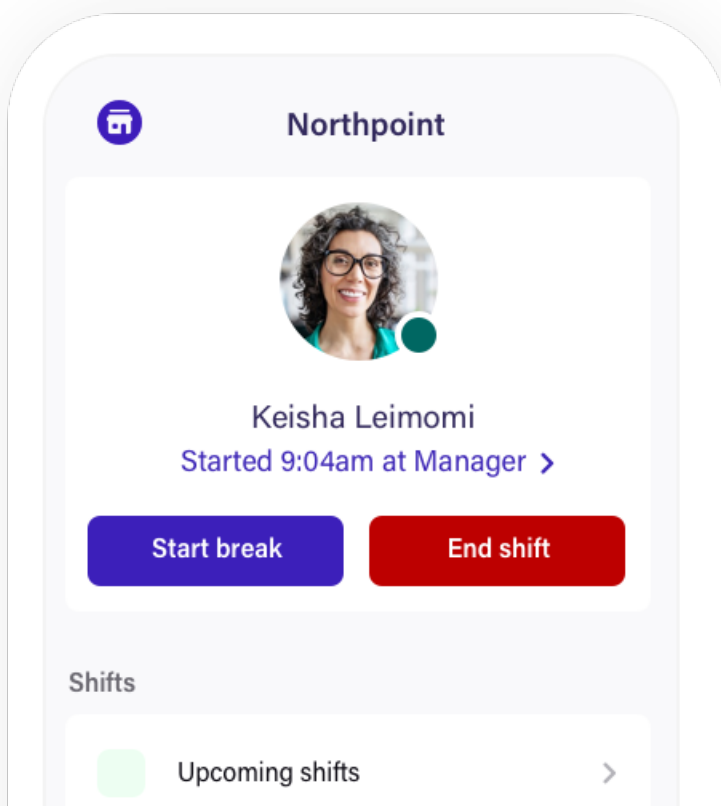 Northpoint
Keisha Leimomi
Started 9:04am at Manager
Start break
End shift
Shifts
Upcoming shifts